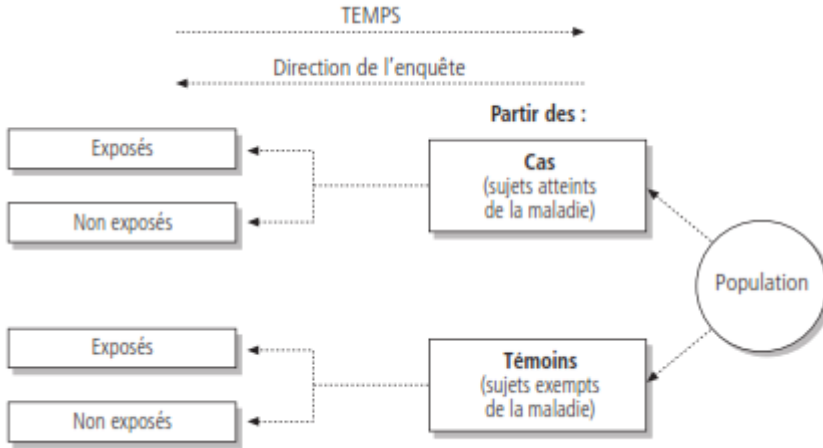 TEMPS
Direction de l'enquête
Partir des :
Exposés
Cas
(sujets atteints
de la maladie)
Non exposés
Population
Exposés
Témoins
(sujets exempts
de la maladie)
Non exposés